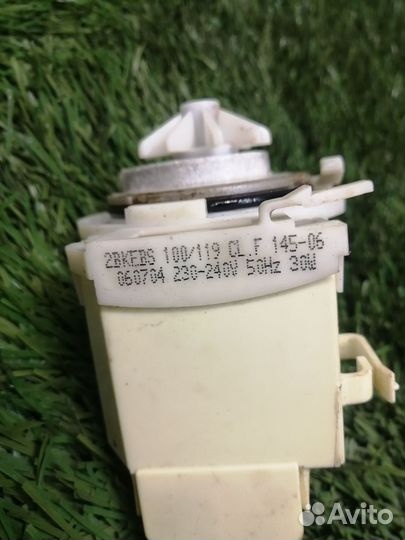 2BKEBS 100/119 CL.F 145-06
060704 230-240V 50Hz 30W
Avito